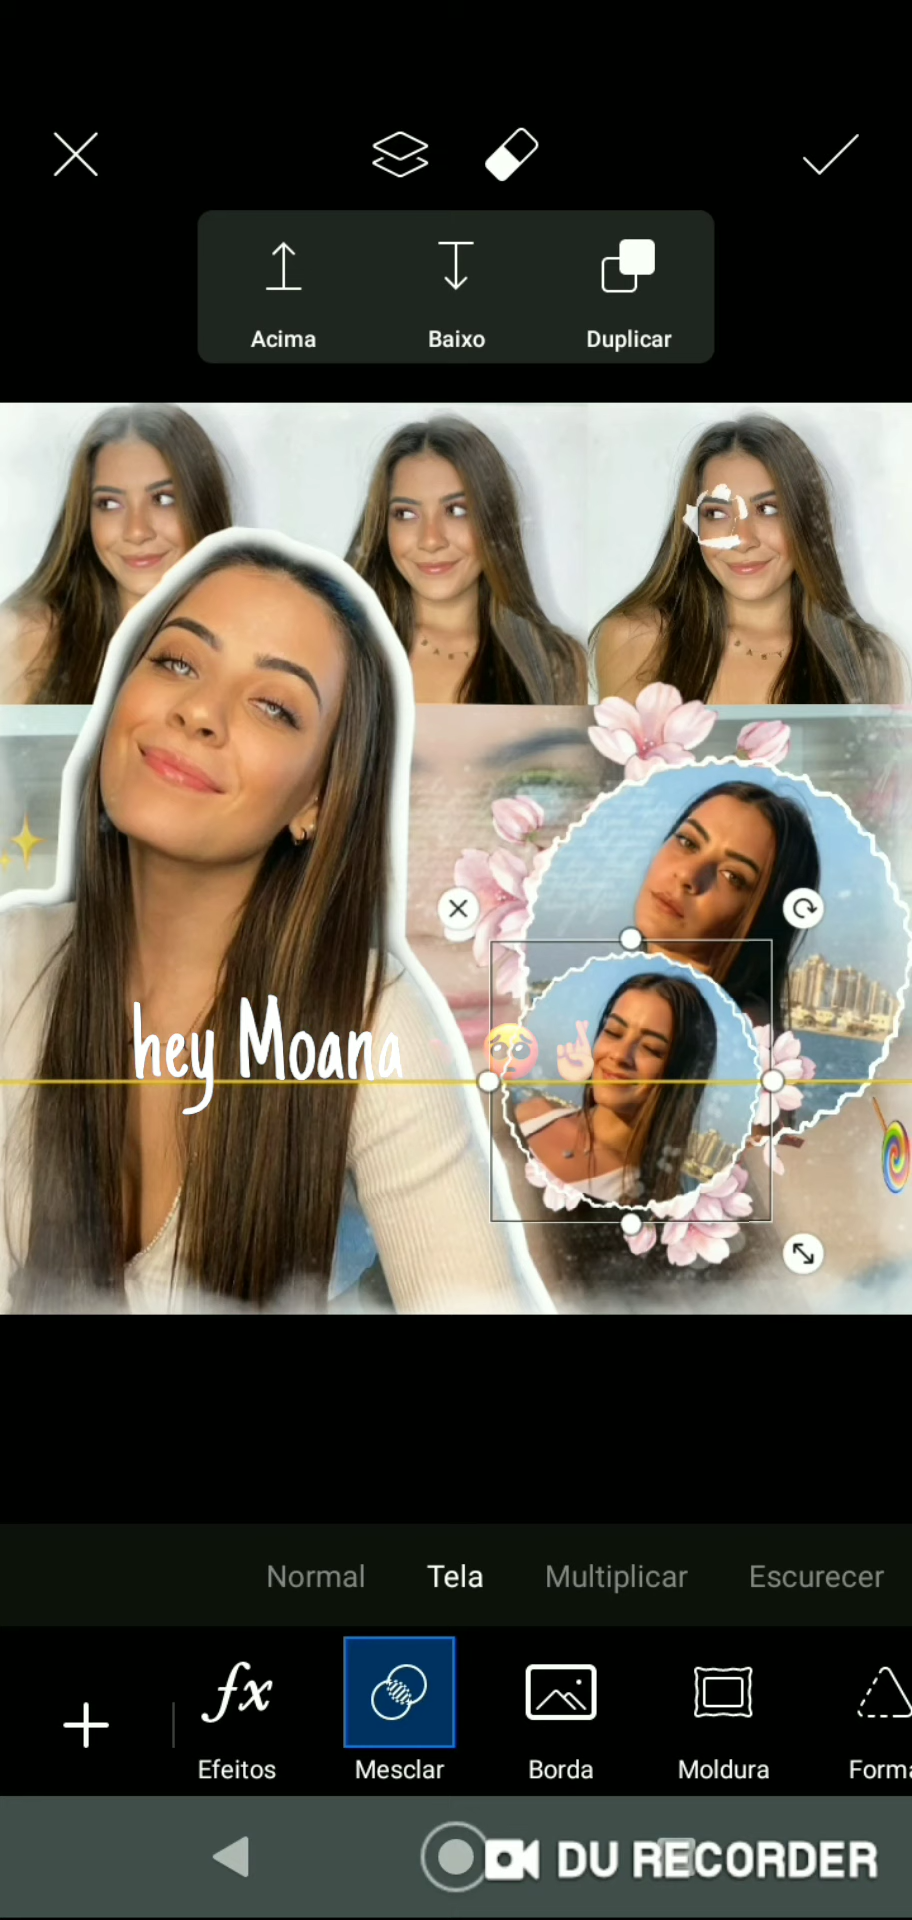 Acima Baixo Duplicar
hey Moana
Normal Tela Multiplicar Escurecer
Efeitos Mesclar Borda Moldura Forma
DU RECORDER